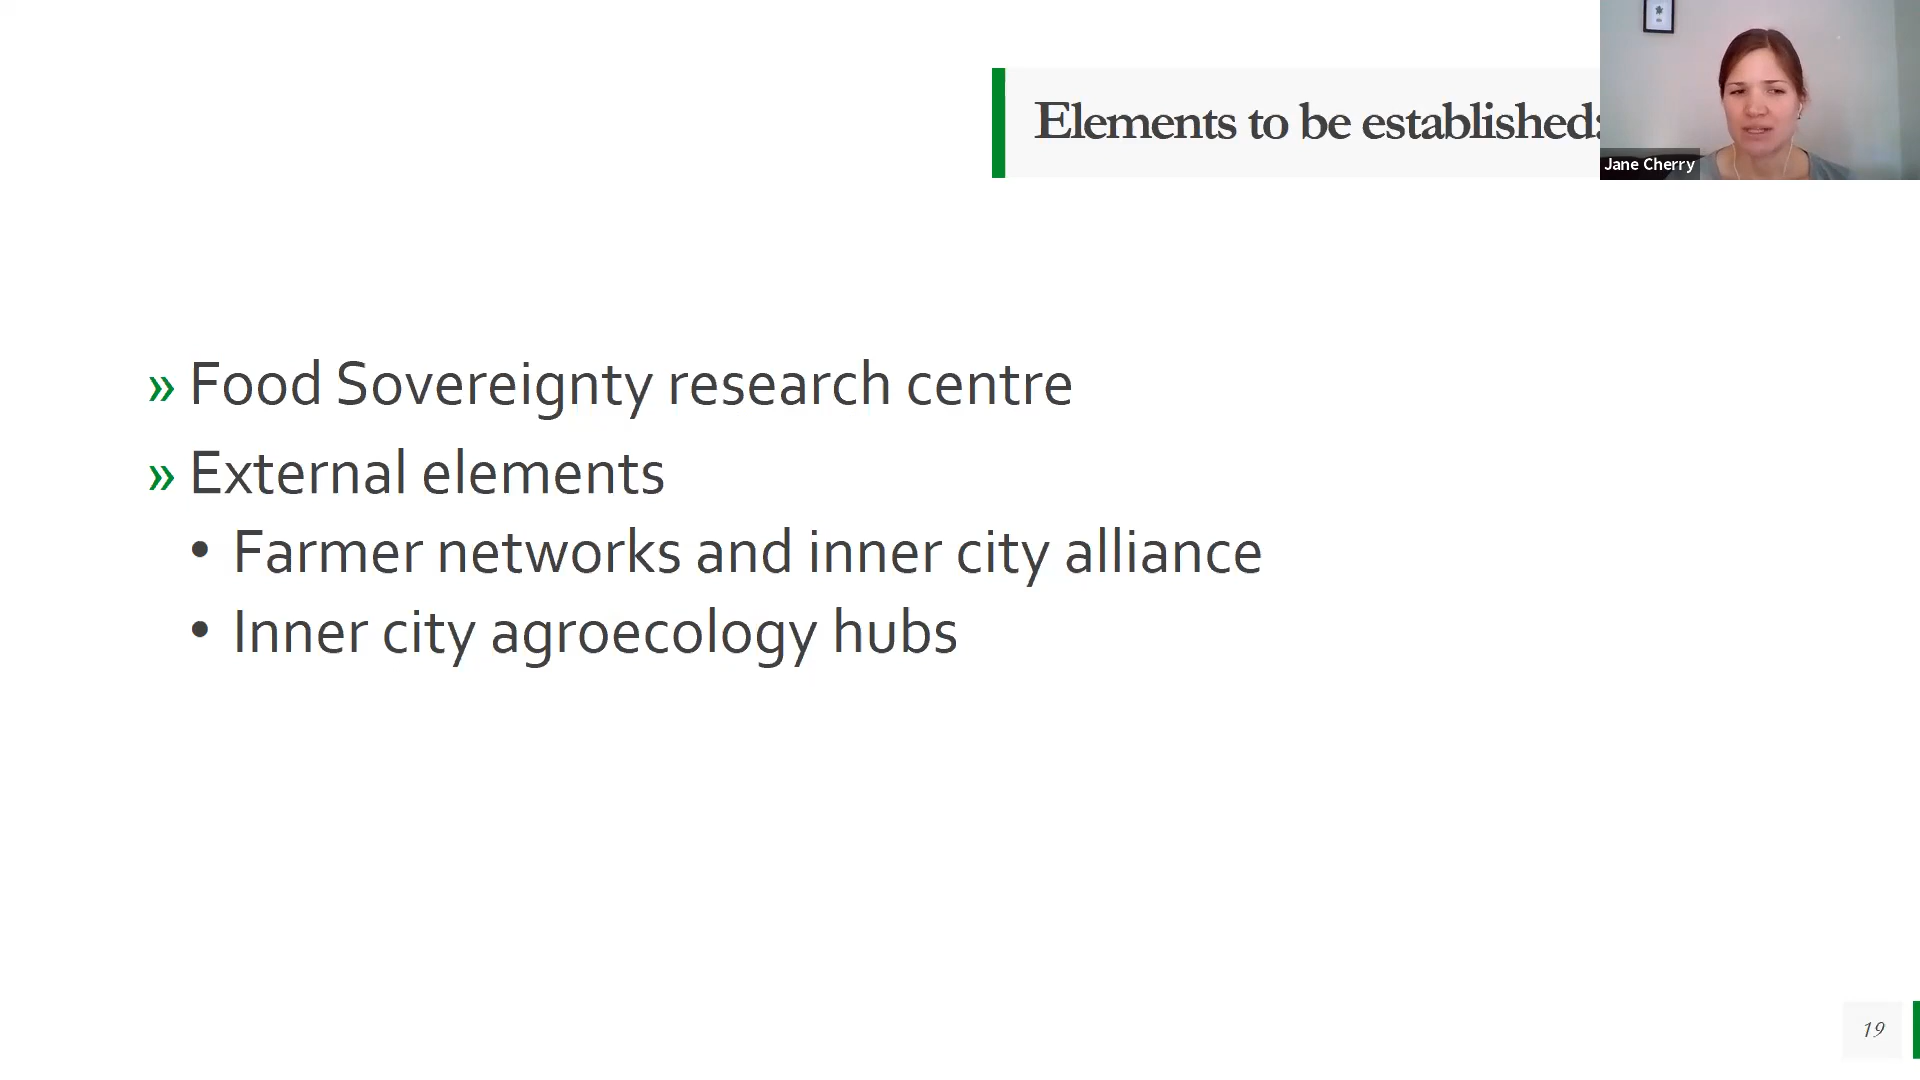 Elements to be established:
Jane Cherry
» Food Sovereignty research centre
» External elements
• Farmer networks and inner city alliance
• Inner city agroecology hubs
19